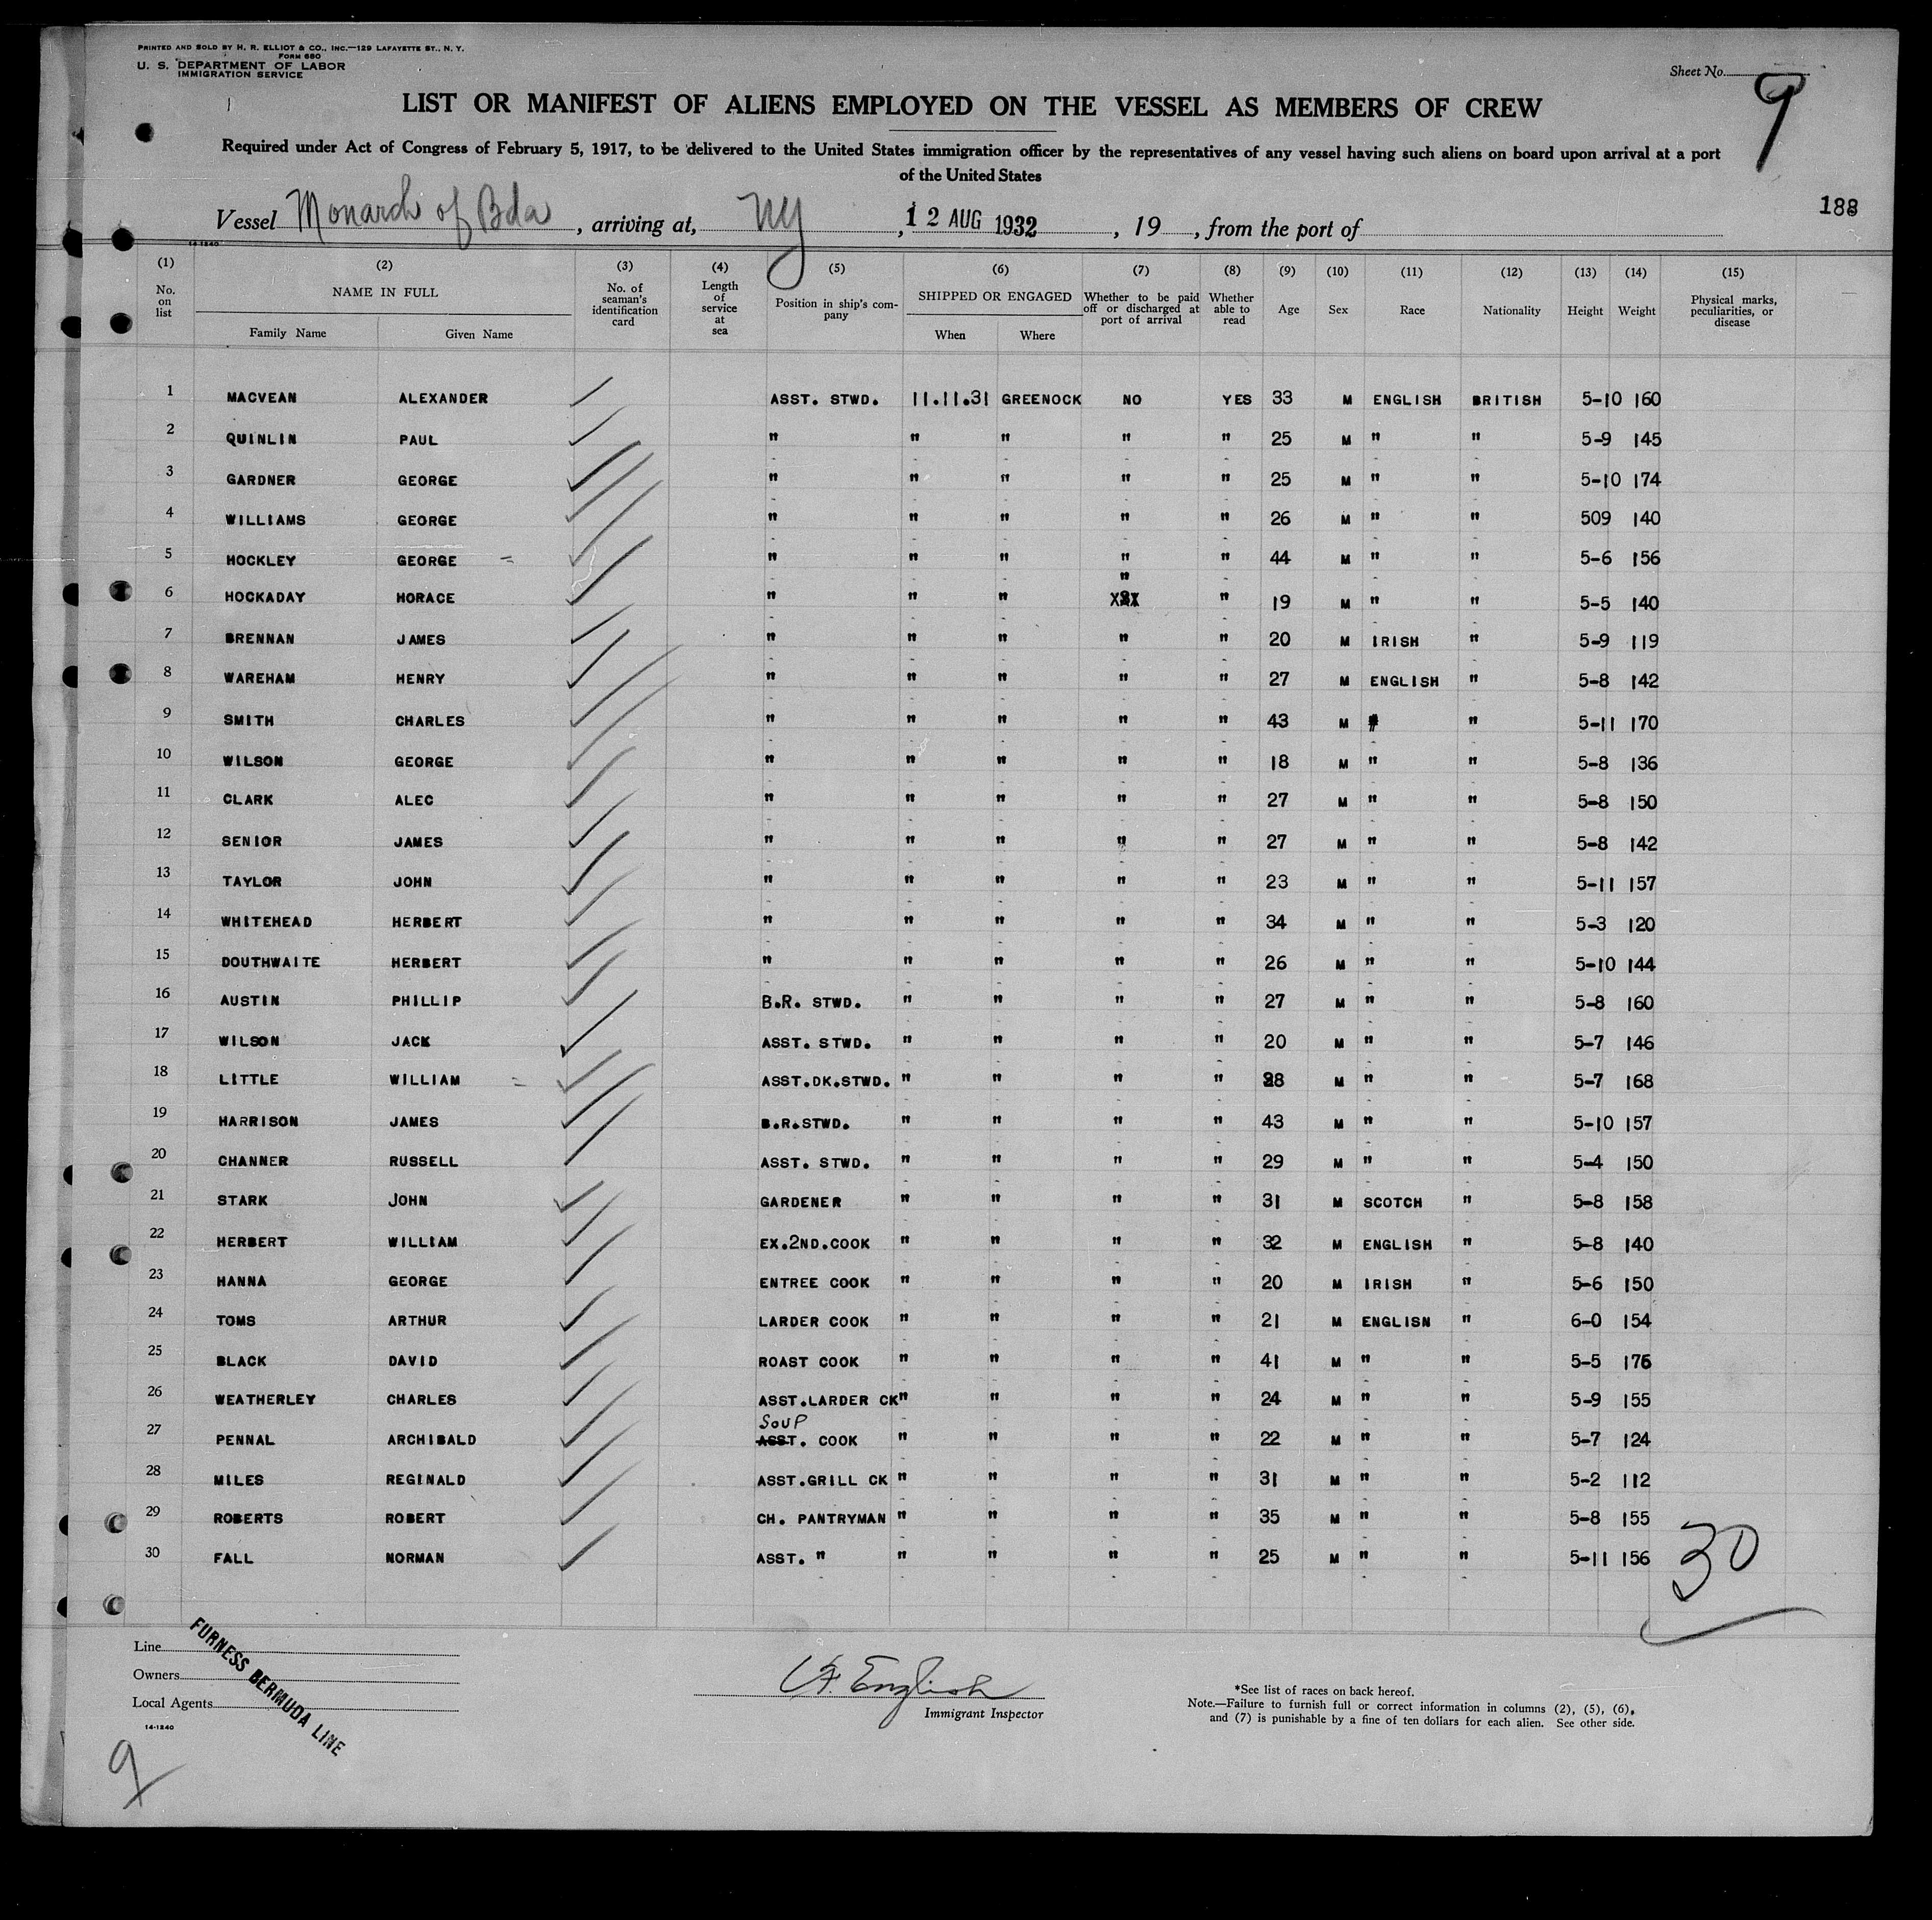 PRINTED AND SOLD BY H. R. ELLIOT & CO., INC.—129 LAFAYETTE ST., N. Y.
FORM 680
U. S. DEPARTMENT OF LABOR
IMMIGRATION SERVICE
Sheet No. 9
LIST OR MANIFEST OF ALIENS EMPLOYED ON THE VESSEL AS MEMBERS OF CREW
Required under Act of Congress of February 5, 1917, to be delivered to the United States immigration officer by the representatives of any vessel having such aliens on board upon arrival at a port
of the United States
188
Vessel Monarch of Bda, arriving at, NY, 12 AUG 1932, 19, from the port of
(1) (2) (3) (4) (5) (6) (7) (8) (9) (10) (11) (12) (13) (14) (15)
No. on list NAME IN FULL Family Name Given Name No. of seaman's identification card Length of service at sea Position in ship's company SHIPPED OR ENGAGED When Where Whether to be paid off or discharged at port of arrival Whether able to read Age Sex Race Nationality Height Weight Physical marks, peculiarities, or disease
1 MACVEAN ALEXANDER ASST. STWD. 11.11.31 GREENOCK NO YES 33 M ENGLISH BRITISH 5-10 160
2 QUINLIN PAUL " " " " " 25 M " " 5-9 145
3 GARDNER GEORGE " " " " " 25 M " " 5-10 174
4 WILLIAMS GEORGE " " " " " 26 M " " 509 140
5 HOCKLEY GEORGE = " " " " " 44 M " " 5-6 156
6 HOCKADAY HORACE " " " " " 19 M " " 5-5 140
7 BRENNAN JAMES " " " " " 20 M IRISH " 5-9 119
8 WAREHAM HENRY " " " " " 27 M ENGLISH " 5-8 142
9 SMITH CHARLES " " " " " 43 M " " 5-11 170
10 WILSON GEORGE " " " " " 18 M " " 5-8 136
11 CLARK ALEC " " " " " 27 M " " 5-8 150
12 SENIOR JAMES " " " " " 27 M " " 5-8 142
13 TAYLOR JOHN " " " " " 23 M " " 5-11 157
14 WHITEHEAD HERBERT " " " " " 34 M " " 5-3 120
15 DOUTHWAITE HERBERT " " " " " 26 M " " 5-10 144
16 AUSTIN PHILLIP B.R. STWD. " " " " 27 M " " 5-8 160
17 WILSON JACK ASST. STWD. " " " " 20 M " " 5-7 146
18 LITTLE WILLIAM = ASST.DK.STWD. " " " " 28 M " " 5-7 168
19 HARRISON JAMES B.R.STWD. " " " " 43 M " " 5-10 157
20 CHANNER RUSSELL ASST. STWD. " " " " 29 M " " 5-4 150
21 STARK JOHN GARDENER " " " " 31 M SCOTCH " 5-8 158
22 HERBERT WILLIAM EX.2ND.COOK " " " " 32 M ENGLISH " 5-8 140
23 HANNA GEORGE ENTREE COOK " " " " 20 M IRISH " 5-6 150
24 TOMS ARTHUR LARDER COOK " " " " 21 M ENGLISN " 6-0 154
25 BLACK DAVID ROAST COOK " " " " 41 M " " 5-5 176
26 WEATHERLEY CHARLES ASST.LARDER CK " " " " 24 M " " 5-9 155
SOUP
27 PENNAL ARCHIBALD ASST. COOK " " " " 22 M " " 5-7 124
28 MILES REGINALD ASST.GRILL CK " " " " 31 M " " 5-2 112
29 ROBERTS ROBERT CH. PANTRYMAN " " " " 35 M " " 5-8 155
30 FALL NORMAN ASST. " " " " " 25 M " " 5-11 156
30
Line
Owners
Local Agents
FURNESS BERMUDA LINE
14-1240
English
Immigrant Inspector
*See list of races on back hereof.
Note.—Failure to furnish full or correct information in columns (2), (5), (6),
and (7) is punishable by a fine of ten dollars for each alien. See other side.
9